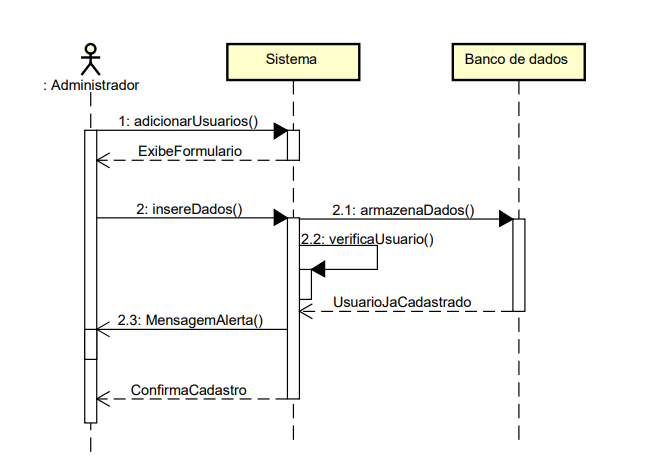 Sistema
Banco de dados
: Administrador
1: adicionarUsuarios()
ExibeFormulario
2: insereDados()
2.1: armazenaDados()
2.2: verificaUsuario()
UsuarioJaCadastrado
2.3: MensagemAlerta()
ConfirmaCadastro